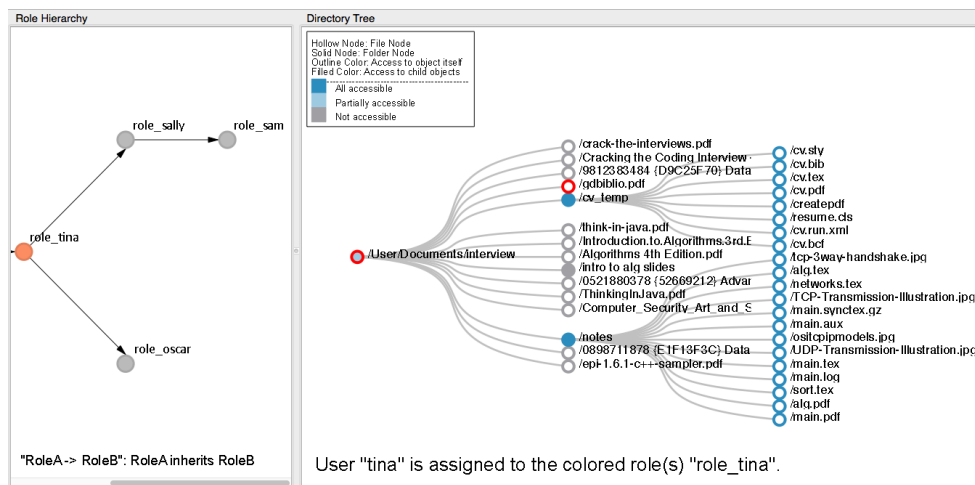 Role Hierarchy
Directory Tree
role_sally
role_sam
role_tina
role_oscar
"RoleA-> RoleB": RoleA inherits RoleB
Hollow Node: File Node
Solid Node: Folder Node
Outline Color: Access to object itself
Filled Color: Access to child objects
All accessible
Partially accessible
Not accessible
/User/Documents/interview
/crack-the-interviews.pdf
/Cracking the Coding Interview
/9812383484 {D9C25F70} Data
/gdbiblio.pdf
/cv_temp
/think-in-java.pdf
/Introduction.to.Algorithms.3rd.E
/Algorithms 4th Edition.pdf
/intro to alg slides
/0521880378 {52669212} Advar
/ThinkingInJava.pdf
/Computer_Security_Art_and_S
/notes
/0898711878 {E1F13F3C} Data
/epi-1.6.1-c++-sampler.pdf
/cv.sty
/cv.bib
/cv.tex
/cv.pdf
/createpdf
/resume.cls
/cv.run.xml
/cv.bcf
/tcp-3way-handshake.jpg
/alg.tex
/networks.tex
/TCP-Transmission-Illustration.jpg
/main.synctex.gz
/main.aux
/ositcpipmodels.jpg
/UDP-Transmission-Illustration.jpg
/main.tex
/main.log
/sort.tex
/alg.pdf
/main.pdf
User "tina" is assigned to the colored role(s) "role_tina".